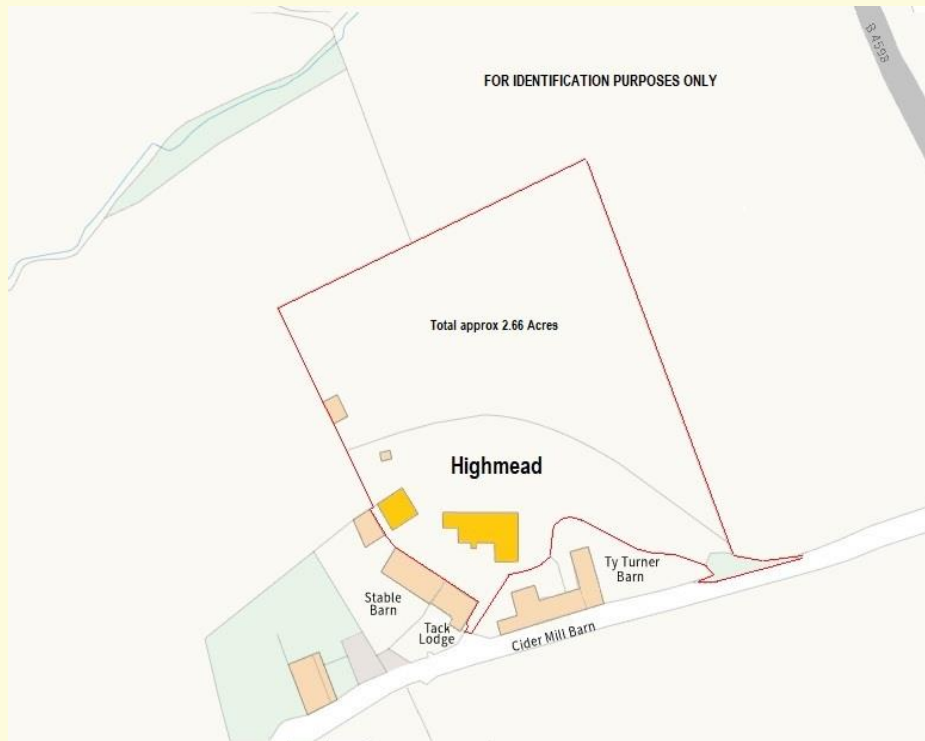 B 4598
FOR IDENTIFICATION PURPOSES ONLY
Total approx 2.66 Acres
Highmead
Ty Turner
Barn
Stable
Barn
Tack
Lodge
Cider Mill Barn